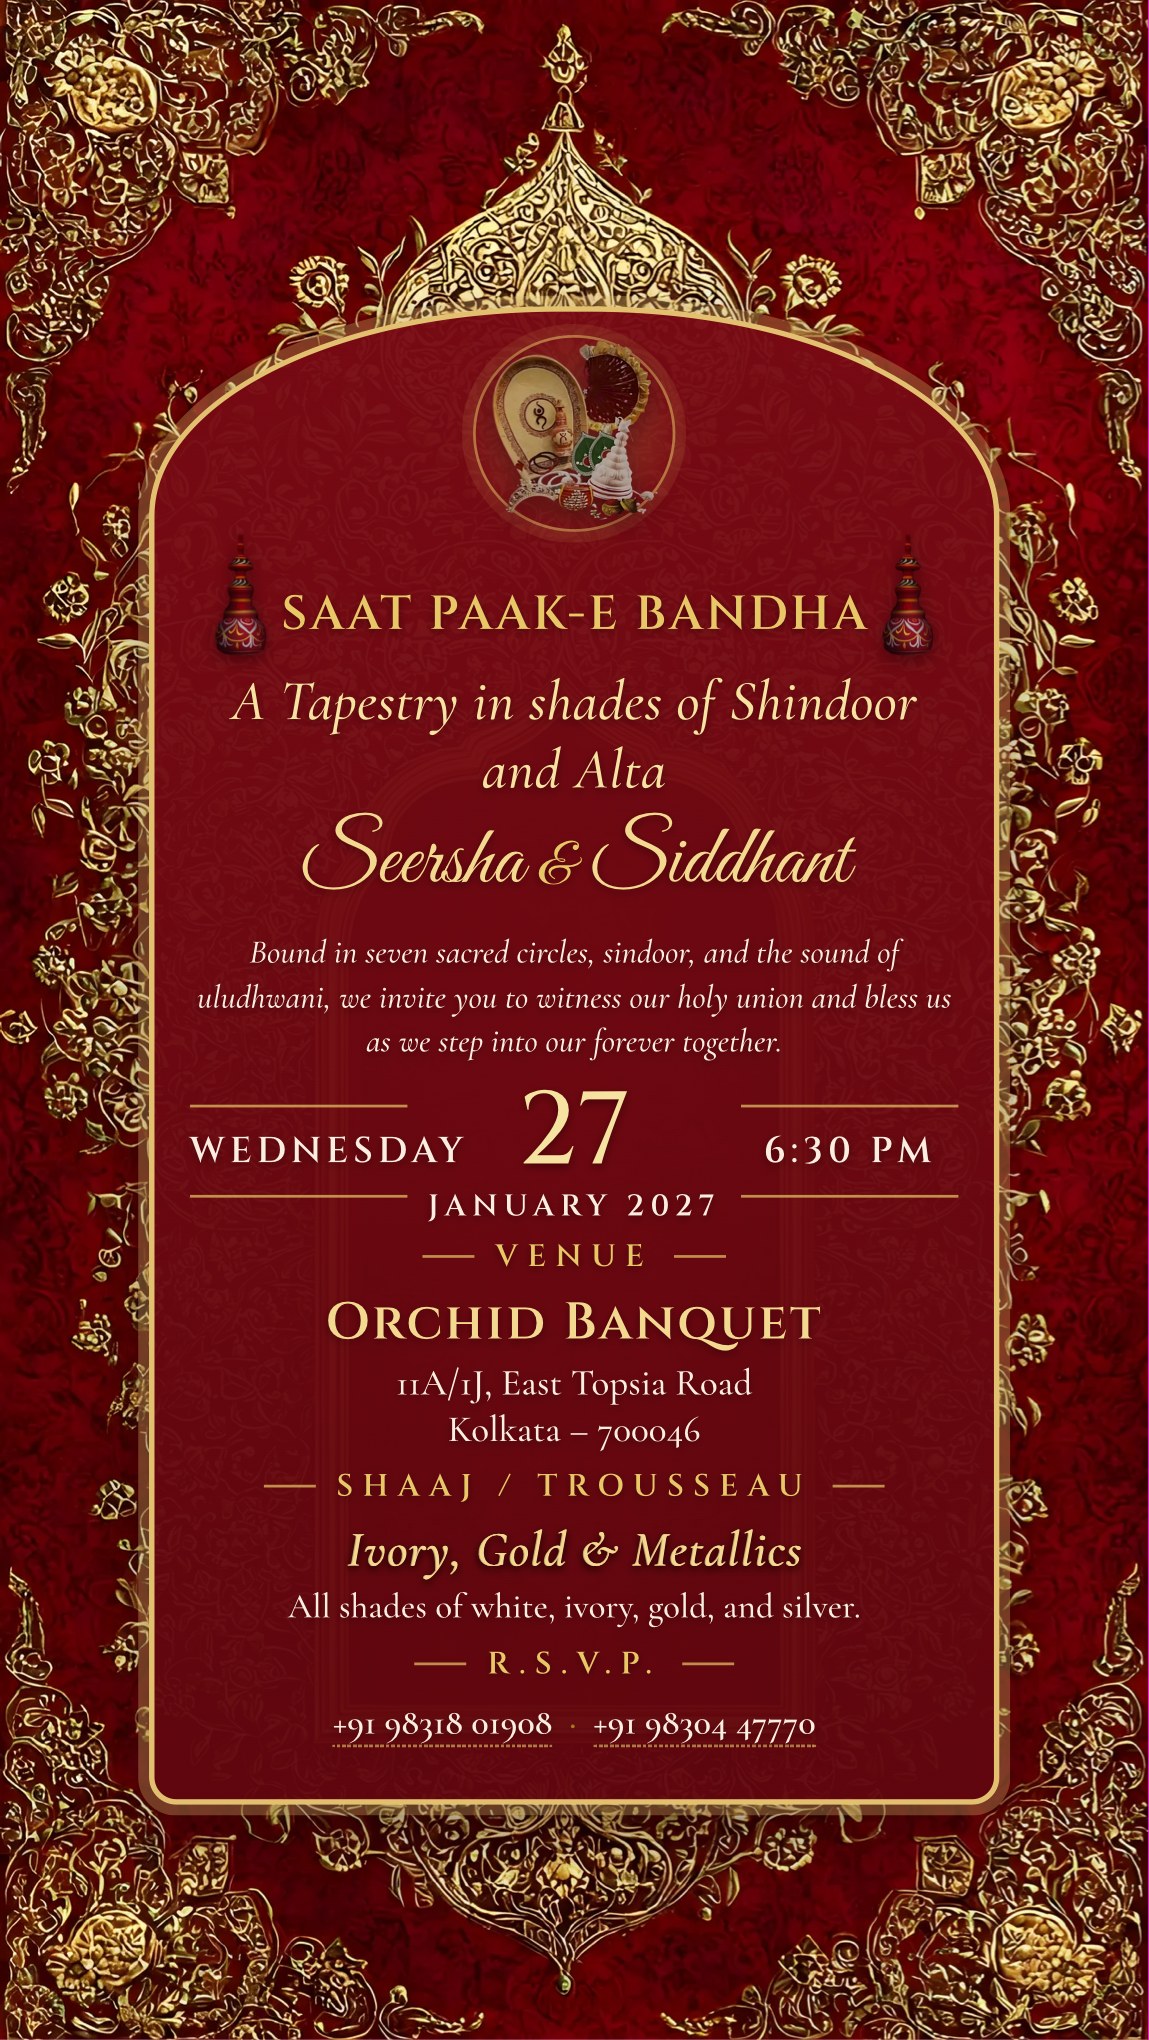 SAAT PAAK-E BANDHA
A Tapestry in shades of Shindoor
and Alta
Seersha & Siddhant
Bound in seven sacred circles, sindoor, and the sound of
uludhwani, we invite you to witness our holy union and bless us
as we step into our forever together.
WEDNESDAY 27 6:30 PM
JANUARY 2027
VENUE
ORCHID BANQUET
11A/1J, East Topsia Road
Kolkata – 700046
SHAAJ / TROUSSEAU
Ivory, Gold & Metallics
All shades of white, ivory, gold, and silver.
R.S.V.P.
+91 98318 01908 · +91 98304 47770